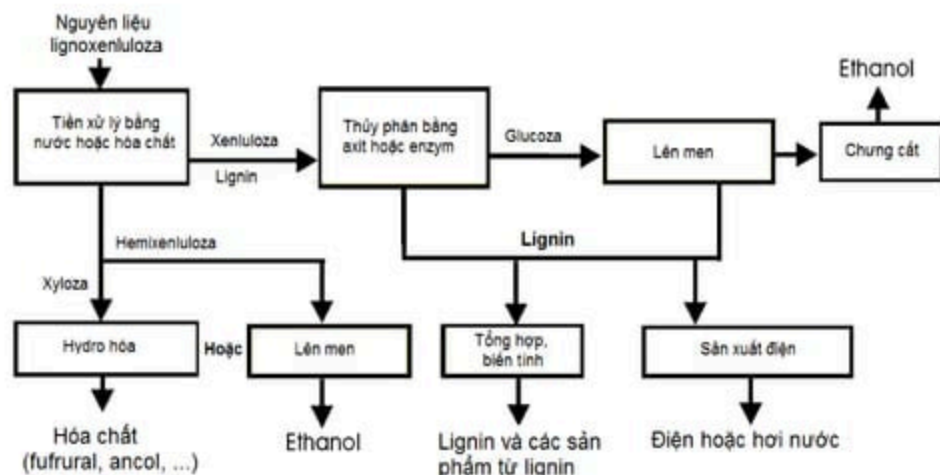 Nguyên liệu
lignoxenluloza
Ethanol
Tiền xử lý bằng
nước hoặc hóa chất
Xenluloza
Lignin
Thủy phân bằng
axit hoặc enzym
Glucoza
Lên men
Chưng cất
Hemixenluloza
Lignin
Xyloza
Hydro hóa
Hoặc
Lên men
Tổng hợp,
biến tính
Sản xuất điện
Hóa chất
(fufrural, ancol, ...)
Ethanol
Lignin và các sản
phẩm từ lignin
Điện hoặc hơi nước